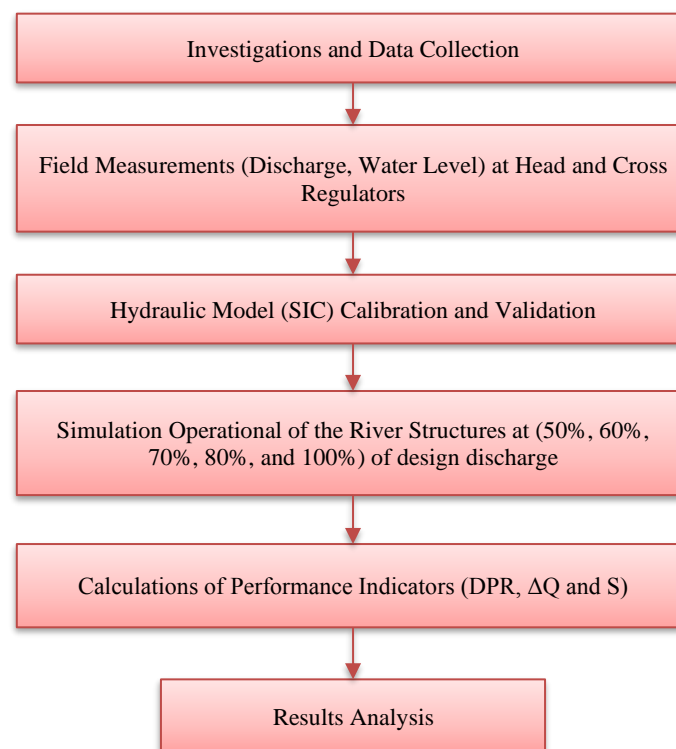 Investigations and Data Collection
Field Measurements (Discharge, Water Level) at Head and Cross
Regulators
Hydraulic Model (SIC) Calibration and Validation
Simulation Operational of the River Structures at (50%, 60%,
70%, 80%, and 100%) of design discharge
Calculations of Performance Indicators (DPR, ΔQ and S)
Results Analysis